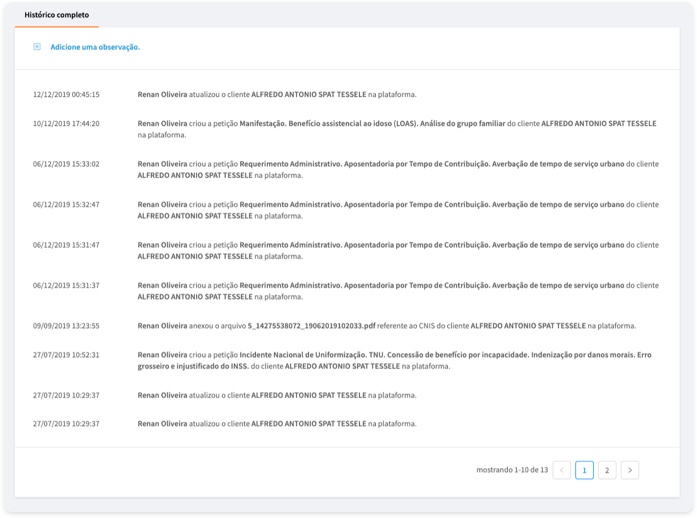 Histórico completo
Adicione uma observação.
12/12/2019 00:45:15 Renan Oliveira atualizou o cliente ALFREDO ANTONIO SPAT TESSELE na plataforma.
10/12/2019 17:44:20 Renan Oliveira criou a petição Manifestação. Benefício assistencial ao idoso (LOAS). Análise do grupo familiar do cliente ALFREDO ANTONIO SPAT TESSELE
na plataforma.
06/12/2019 15:33:02 Renan Oliveira criou a petição Requerimento Administrativo. Aposentadoria por Tempo de Contribuição. Averbação de tempo de serviço urbano do cliente
ALFREDO ANTONIO SPAT TESSELE na plataforma.
06/12/2019 15:32:47 Renan Oliveira criou a petição Requerimento Administrativo. Aposentadoria por Tempo de Contribuição. Averbação de tempo de serviço urbano do cliente
ALFREDO ANTONIO SPAT TESSELE na plataforma.
06/12/2019 15:31:47 Renan Oliveira criou a petição Requerimento Administrativo. Aposentadoria por Tempo de Contribuição. Averbação de tempo de serviço urbano do cliente
ALFREDO ANTONIO SPAT TESSELE na plataforma.
06/12/2019 15:31:37 Renan Oliveira criou a petição Requerimento Administrativo. Aposentadoria por Tempo de Contribuição. Averbação de tempo de serviço urbano do cliente
ALFREDO ANTONIO SPAT TESSELE na plataforma.
09/09/2019 13:23:55 Renan Oliveira anexou o arquivo 5_14275538072_19062019102033.pdf referente ao CNIS do cliente ALFREDO ANTONIO SPAT TESSELE na plataforma.
27/07/2019 10:52:31 Renan Oliveira criou a petição Incidente Nacional de Uniformização. TNU. Concessão de benefício por incapacidade. Indenização por danos morais. Erro
grosseiro e injustificado do INSS. do cliente ALFREDO ANTONIO SPAT TESSELE na plataforma.
27/07/2019 10:29:37 Renan Oliveira atualizou o cliente ALFREDO ANTONIO SPAT TESSELE na plataforma.
27/07/2019 10:29:37 Renan Oliveira atualizou o cliente ALFREDO ANTONIO SPAT TESSELE na plataforma.
mostrando 1-10 de 13 < 1 2 >